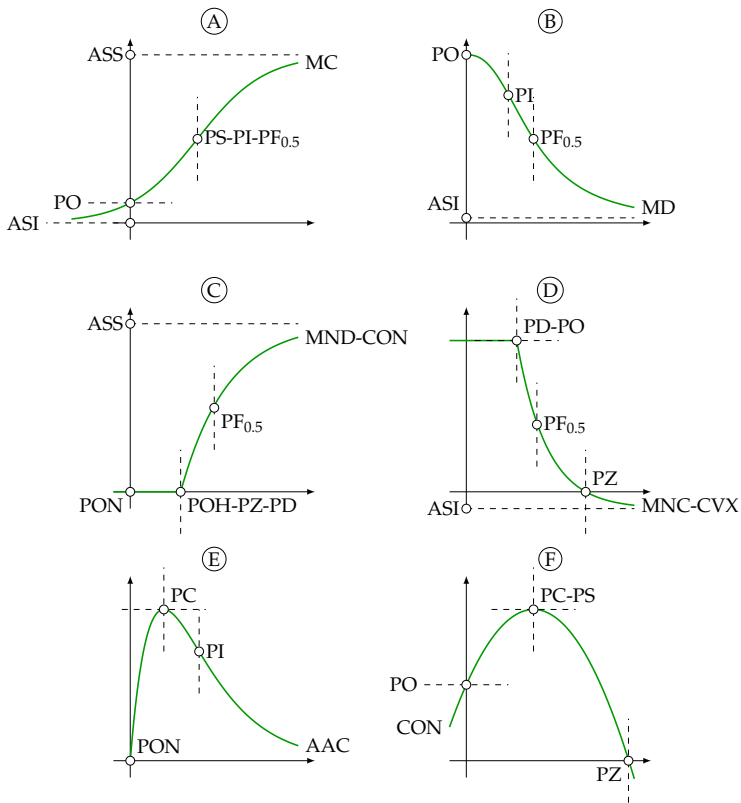 A
ASS
MC
PS-PI-PF0.5
PO
ASI
B
PO
PI
PF0.5
ASI
MD
C
ASS
MND-CON
PF0.5
PON
POH-PZ-PD
D
PD-PO
PF0.5
PZ
ASI
MNC-CVX
E
PC
PI
PON
AAC
F
PC-PS
PO
CON
PZ